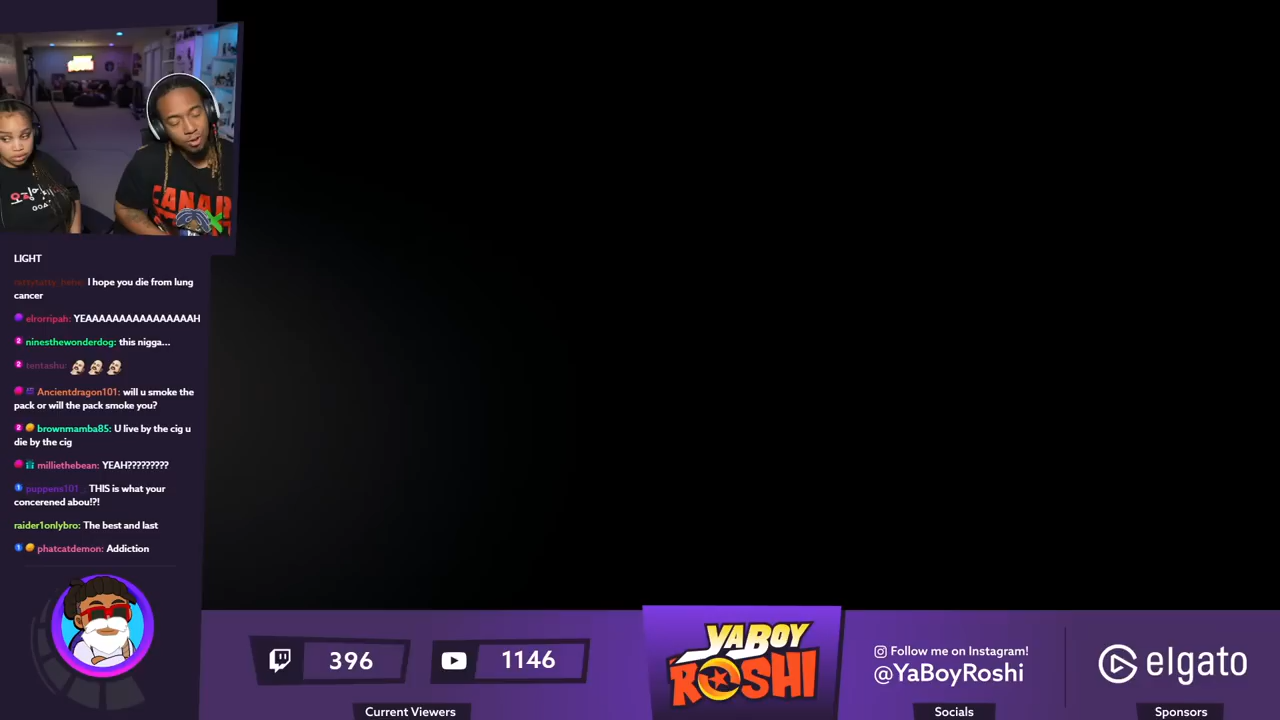 LIGHT
I hope you die from lung
cancer
elrorripah: YEAAAAAAAAAAAAAAAH
ninesthewonderdog: this nigga...
tentashu:
Ancientdragon101: will u smoke the
pack or will the pack smoke you?
brownmamba85: U live by the cig u
die by the cig
milliethebean: YEAH?????????
puppens101_: THIS is what your
concerened abou!?!
raider1onlybro: The best and last
phatcatdemon: Addiction
396
1146
Current Viewers
YABOY
ROSHI
Follow me on Instagram!
@YaBoyRoshi
Socials
elgato
Sponsors